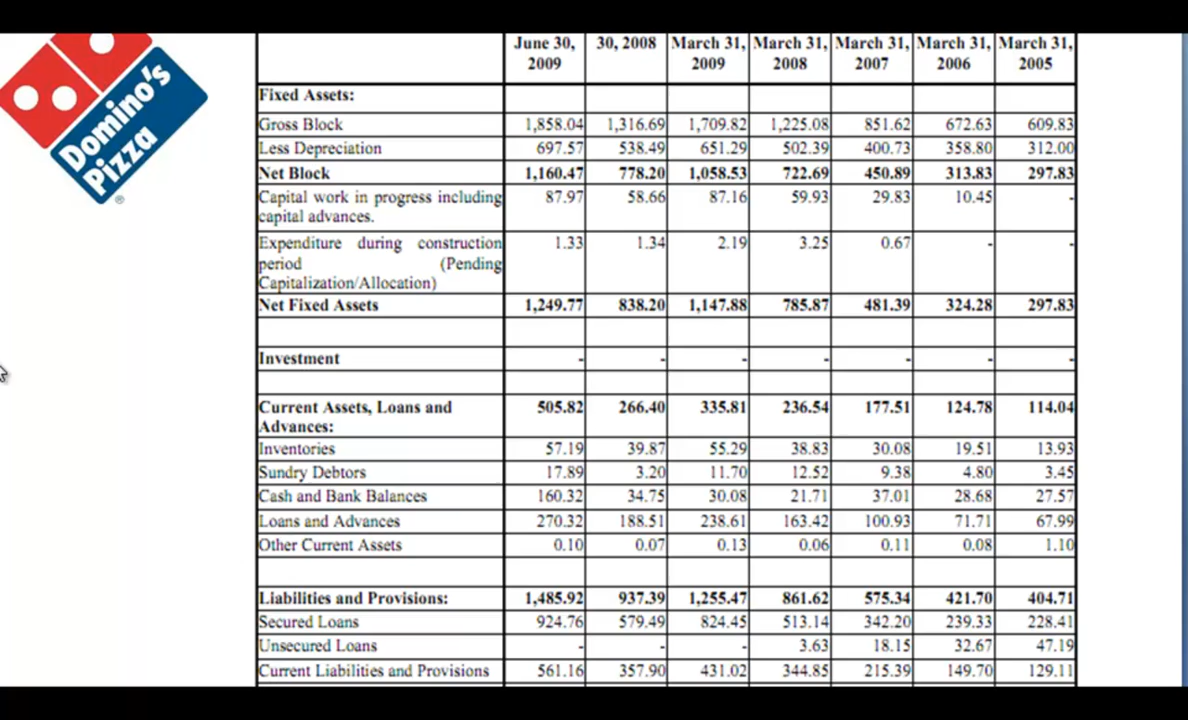 Domino's
Pizza
®
June 30, 30, 2008 March 31, March 31, March 31, March 31, March 31,
2009 2009 2008 2007 2006 2005
Fixed Assets:
Gross Block 1,858.04 1,316.69 1,709.82 1,225.08 851.62 672.63 609.83
Less Depreciation 697.57 538.49 651.29 502.39 400.73 358.80 312.00
Net Block 1,160.47 778.20 1,058.53 722.69 450.89 313.83 297.83
Capital work in progress including 87.97 58.66 87.16 59.93 29.83 10.45 -
capital advances.
Expenditure during construction 1.33 1.34 2.19 3.25 0.67 - -
period (Pending
Capitalization/Allocation)
Net Fixed Assets 1,249.77 838.20 1,147.88 785.87 481.39 324.28 297.83
Investment - - - - - - -
Current Assets, Loans and 505.82 266.40 335.81 236.54 177.51 124.78 114.04
Advances:
Inventories 57.19 39.87 55.29 38.83 30.08 19.51 13.93
Sundry Debtors 17.89 3.20 11.70 12.52 9.38 4.80 3.45
Cash and Bank Balances 160.32 34.75 30.08 21.71 37.01 28.68 27.57
Loans and Advances 270.32 188.51 238.61 163.42 100.93 71.71 67.99
Other Current Assets 0.10 0.07 0.13 0.06 0.11 0.08 1.10
Liabilities and Provisions: 1,485.92 937.39 1,255.47 861.62 575.34 421.70 404.71
Secured Loans 924.76 579.49 824.45 513.14 342.20 239.33 228.41
Unsecured Loans - - - 3.63 18.15 32.67 47.19
Current Liabilities and Provisions 561.16 357.90 431.02 344.85 215.39 149.70 129.11